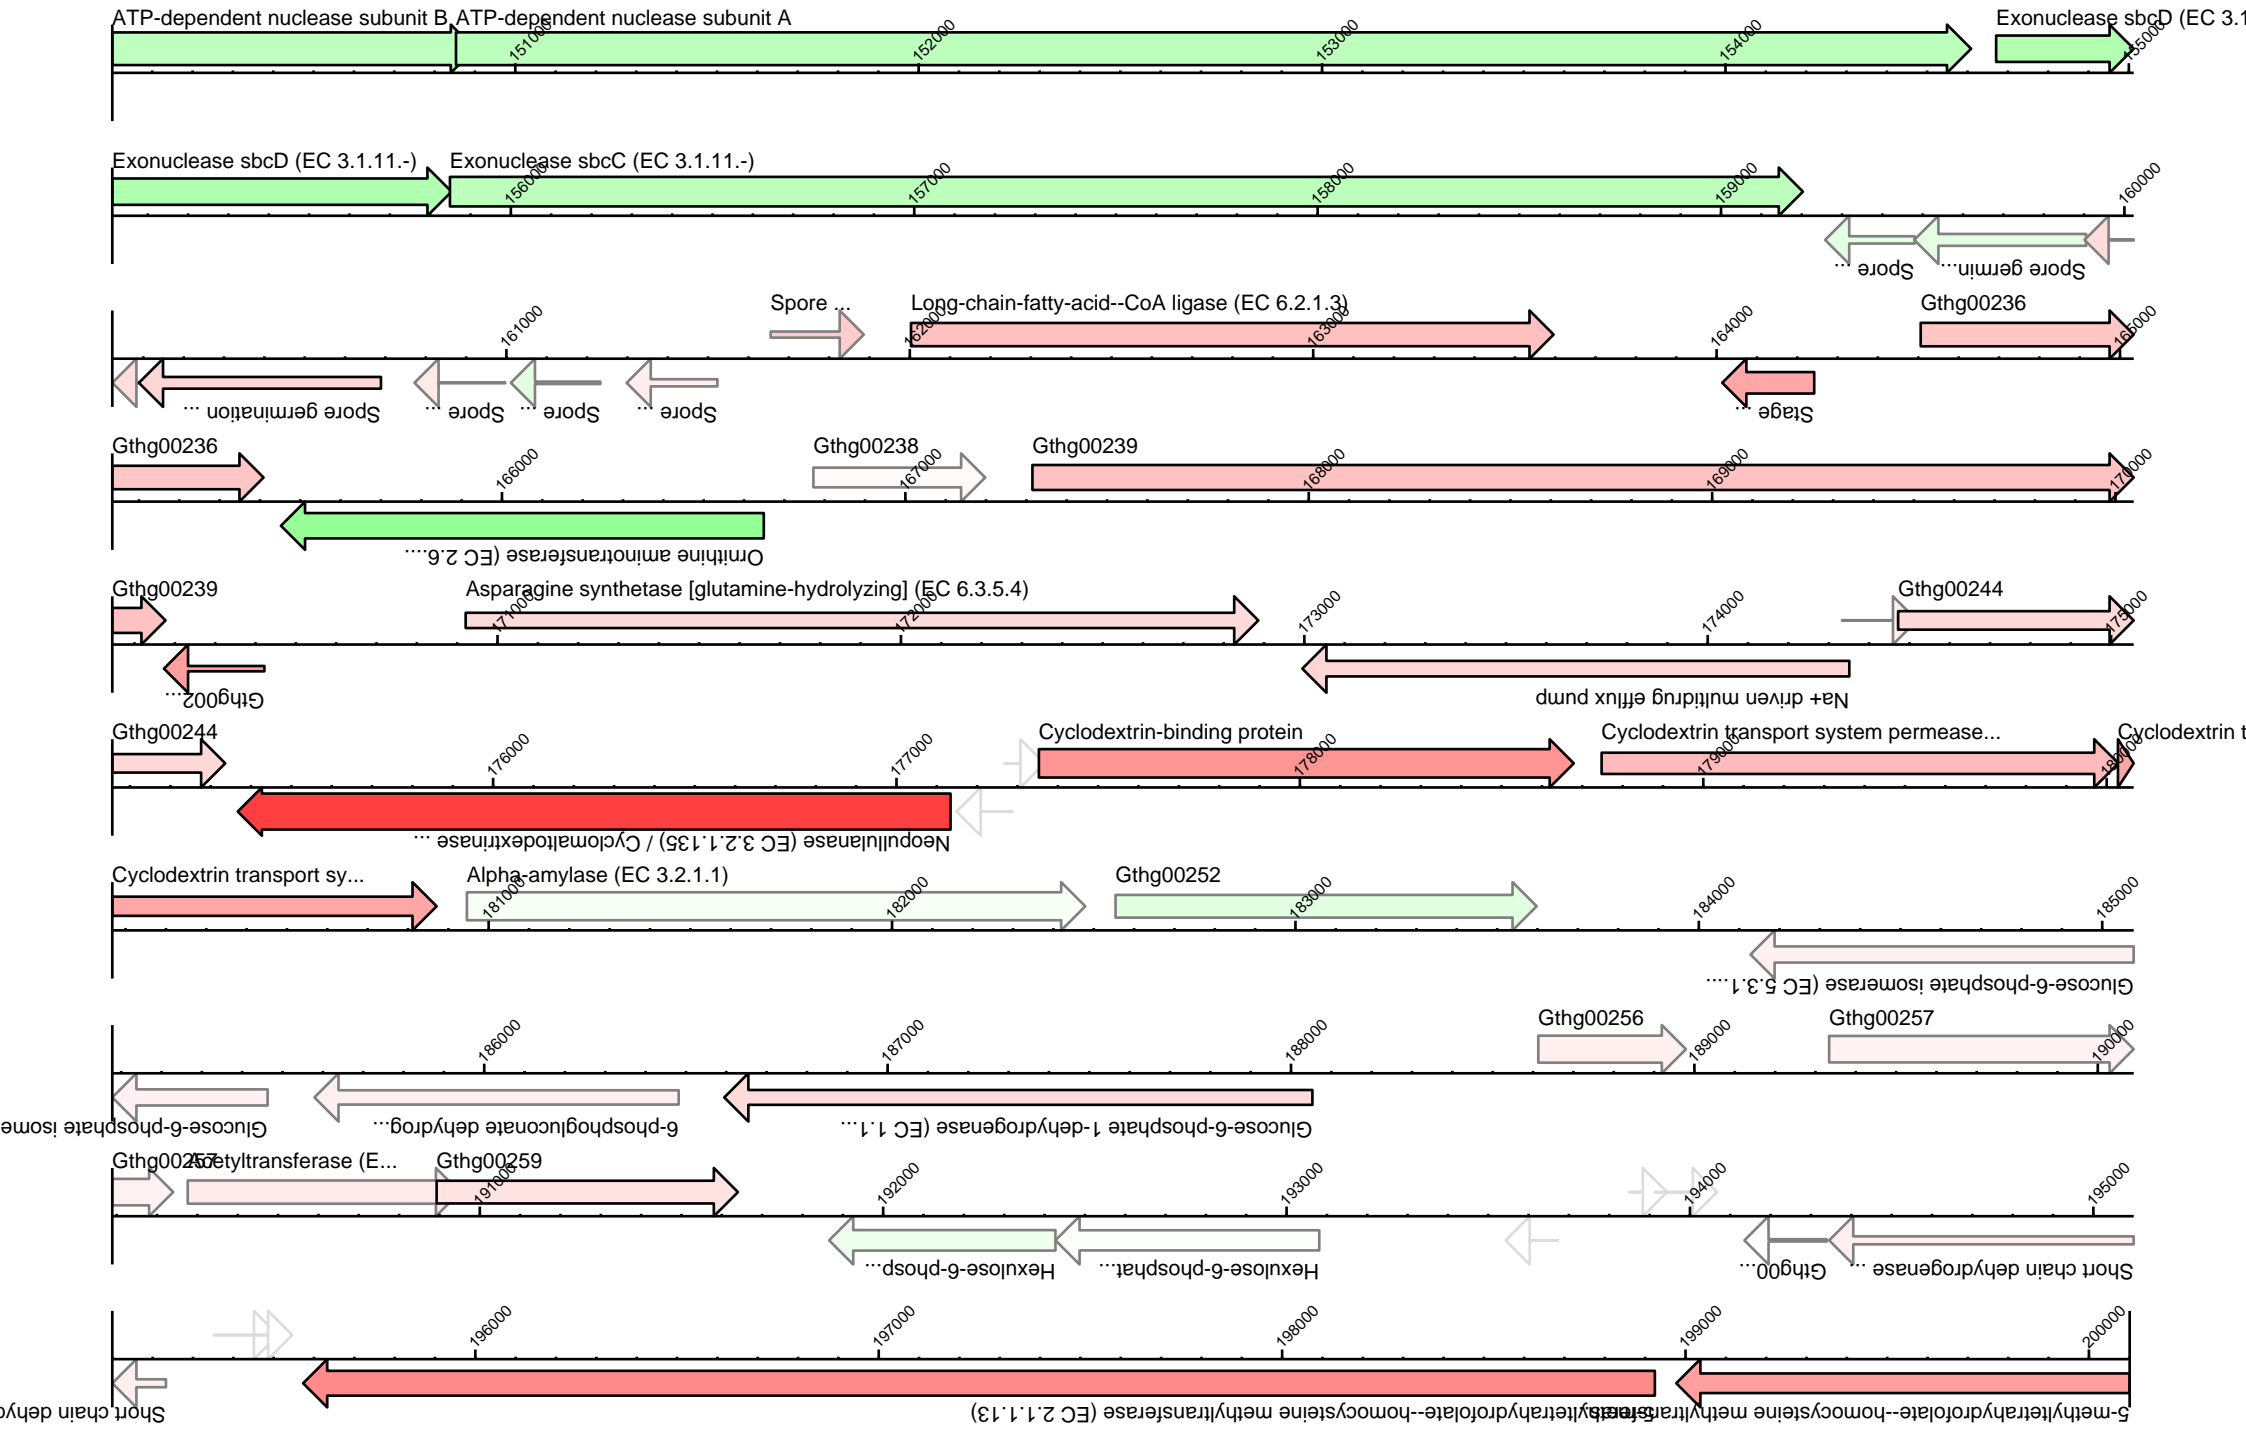 ATP-dependent nuclease subunit B ATP-dependent nuclease subunit A Exonuclease sbcD (EC 3.1
151000 152000 153000 154000 155000
Exonuclease sbcD (EC 3.1.11.-) Exonuclease sbcC (EC 3.1.11.-)
156000 157000 158000 159000 160000
Spore ... Spore germin...
Spore ... Long-chain-fatty-acid--CoA ligase (EC 6.2.1.3) Gthg00236
161000 162000 163000 164000 165000
Spore germination ... Spore ... Spore ... Spore ... Stage ...
Gthg00236 Gthg00238 Gthg00239
166000 167000 168000 169000 170000
Ornithine aminotransferase (EC 2.6....
Gthg00239 Asparagine synthetase [glutamine-hydrolyzing] (EC 6.3.5.4) Gthg00244
171000 172000 173000 174000 175000
Gthg002... Na+ driven multidrug efflux pump
Gthg00244 Cyclodextrin-binding protein Cyclodextrin transport system permease... Cyclodextrin t
176000 177000 178000 179000 180000
Neopullulanase (EC 3.2.1.135) / Cyclomaltodextrinase ...
Cyclodextrin transport sy... Alpha-amylase (EC 3.2.1.1) Gthg00252
181000 182000 183000 184000 185000
Glucose-6-phosphate isomerase (EC 5.3.1....
Gthg00256 Gthg00257
186000 187000 188000 189000 190000
Glucose-6-phosphate isome 6-phosphogluconate dehydrog... Glucose-6-phosphate 1-dehydrogenase (EC 1.1.1...
Gthg00257 Acetyltransferase (E... Gthg00259
191000 192000 193000 194000 195000
Hexulose-6-phosp... Hexulose-6-phosphat... Gthg00... Short chain dehydrogenase ...
196000 197000 198000 199000 200000
Short chain dehyd 5-methyltetrahydrofolate--homocysteine methyltransferase (EC 2.1.1.13) 5-methyltetrahydrofolate--homocysteine methyltransferas